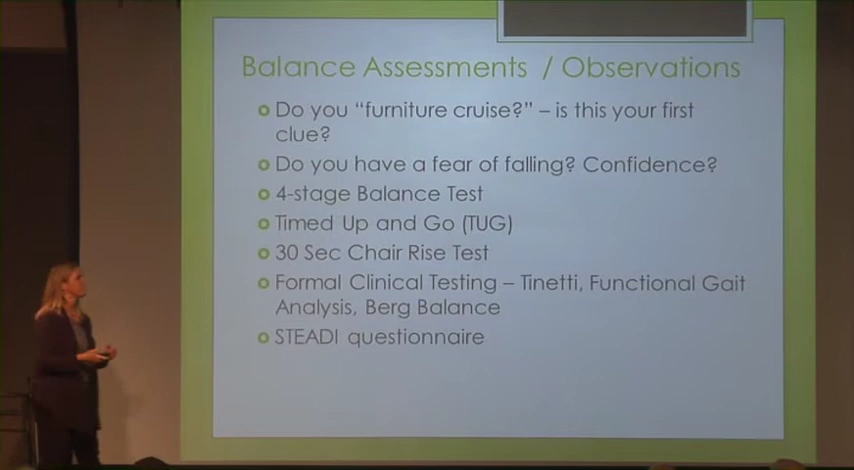 Balance Assessments / Observations
Do you "furniture cruise?" – is this your first
clue?
Do you have a fear of falling? Confidence?
4-stage Balance Test
Timed Up and Go (TUG)
30 Sec Chair Rise Test
Formal Clinical Testing – Tinetti, Functional Gait
Analysis, Berg Balance
STEADI questionnaire